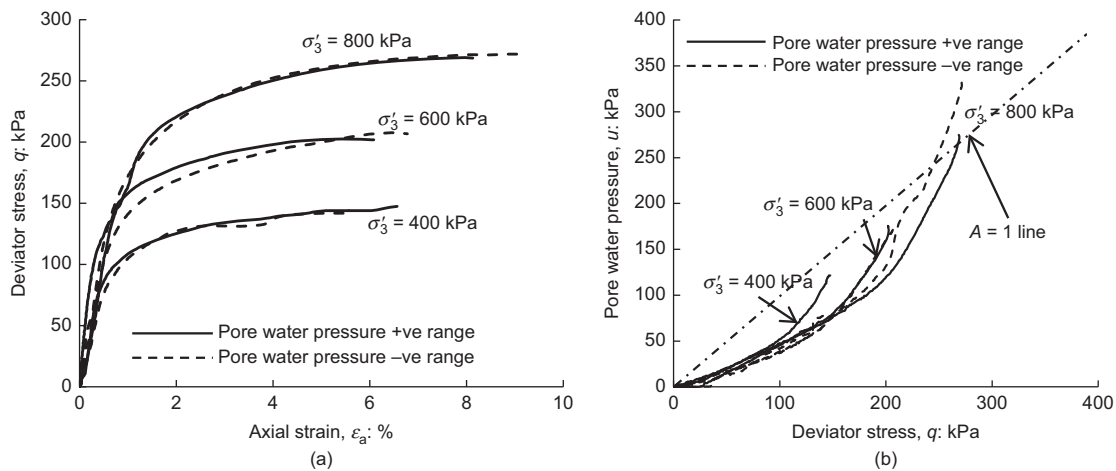 300
250
200
150
100
50
0
Deviator stress, q: kPa
σ′3 = 800 kPa
σ′3 = 600 kPa
σ′3 = 400 kPa
Pore water pressure +ve range
Pore water pressure –ve range
0
2
4
6
8
10
Axial strain, εa: %
(a)
400
350
300
250
200
150
100
50
0
Pore water pressure, u: kPa
Pore water pressure +ve range
Pore water pressure –ve range
σ′3 = 800 kPa
σ′3 = 600 kPa
A = 1 line
σ′3 = 400 kPa
0
100
200
300
400
Deviator stress, q: kPa
(b)